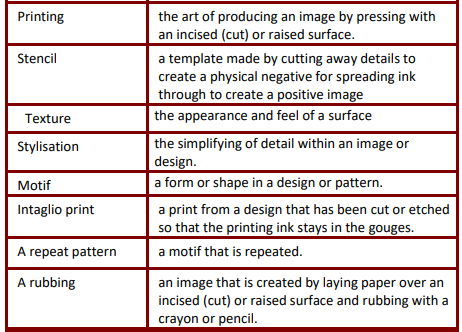 Printing the art of producing an image by pressing with
an incised (cut) or raised surface.
Stencil a template made by cutting away details to
create a physical negative for spreading ink
through to create a positive image
Texture the appearance and feel of a surface
Stylisation the simplifying of detail within an image or
design.
Motif a form or shape in a design or pattern.
Intaglio print a print from a design that has been cut or etched
so that the printing ink stays in the gouges.
A repeat pattern a motif that is repeated.
A rubbing an image that is created by laying paper over an
incised (cut) or raised surface and rubbing with a
crayon or pencil.